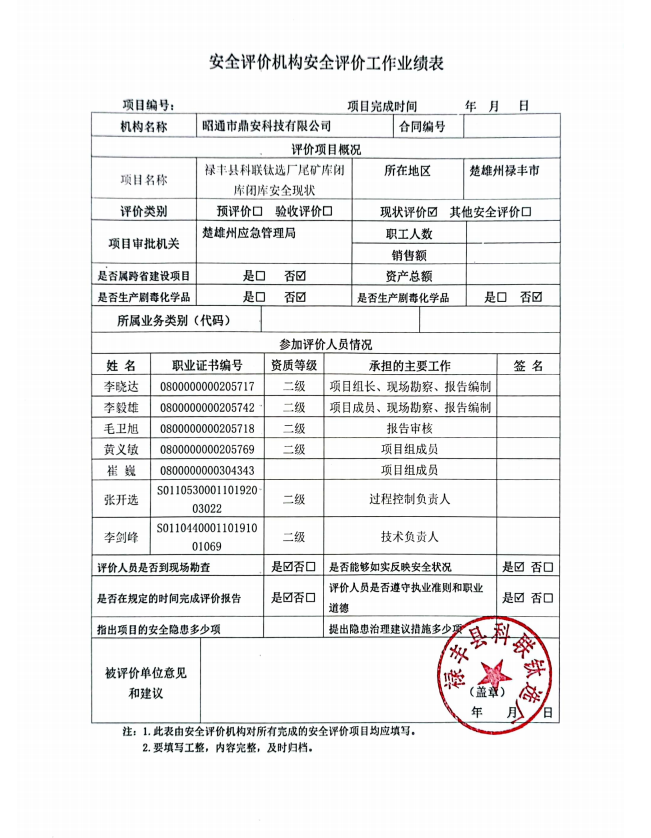 安全评价机构安全评价工作业绩表
项目编号： 项目完成时间 年 月 日
机构名称 昭通市鼎安科技有限公司 合同编号
评价项目概况
项目名称 禄丰县科联钛选厂尾矿库闭 所在地区 楚雄州禄丰市
库闭库安全现状
评价类别 预评价☐ 验收评价☐ 现状评价☑ 其他安全评价☐
项目审批机关 楚雄州应急管理局 职工人数
销售额
是否属跨省建设项目 是☐ 否☑ 资产总额
是否生产剧毒化学品 是☐ 否☑ 是否生产剧毒化学品 是☐ 否☑
所属业务类别（代码）
参加评价人员情况
姓 名 职业证书编号 资质等级 承担的主要工作 签 名
李晓达 0800000000205717 二级 项目组长、现场勘察、报告编制
李毅雄 0800000000205742 二级 项目成员、现场勘察、报告编制
毛卫旭 0800000000205718 二级 报告审核
黄义敏 0800000000205769 二级 项目组成员
崔 巍 0800000000304343 项目组成员
张开选 S0110530001101920 二级 过程控制负责人
03022
李剑峰 S0110440001101910 二级 技术负责人
01069
评价人员是否到现场勘查 是☑否☐ 是否能够如实反映安全状况 是☑ 否☐
是否在规定的时间完成评价报告 是☑否☐ 评价人员是否遵守执业准则和职业 是☑ 否☐
道德
指出项目的安全隐患多少项 提出隐患治理建议措施多少项
被评价单位意见
和建议
禄丰县科联钛选厂
（盖章）
年 月 日
注：1.此表由安全评价机构对所有完成的安全评价项目均应填写。
2.要填写工整，内容完整，及时归档。